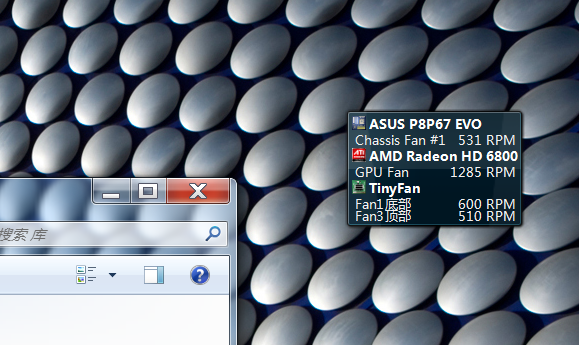 ASUS P8P67 EVO
Chassis Fan #1 531 RPM
ATI AMD Radeon HD 6800
GPU Fan 1285 RPM
TinyFan
Fan1底部 600 RPM
Fan3顶部 510 RPM
搜索 库